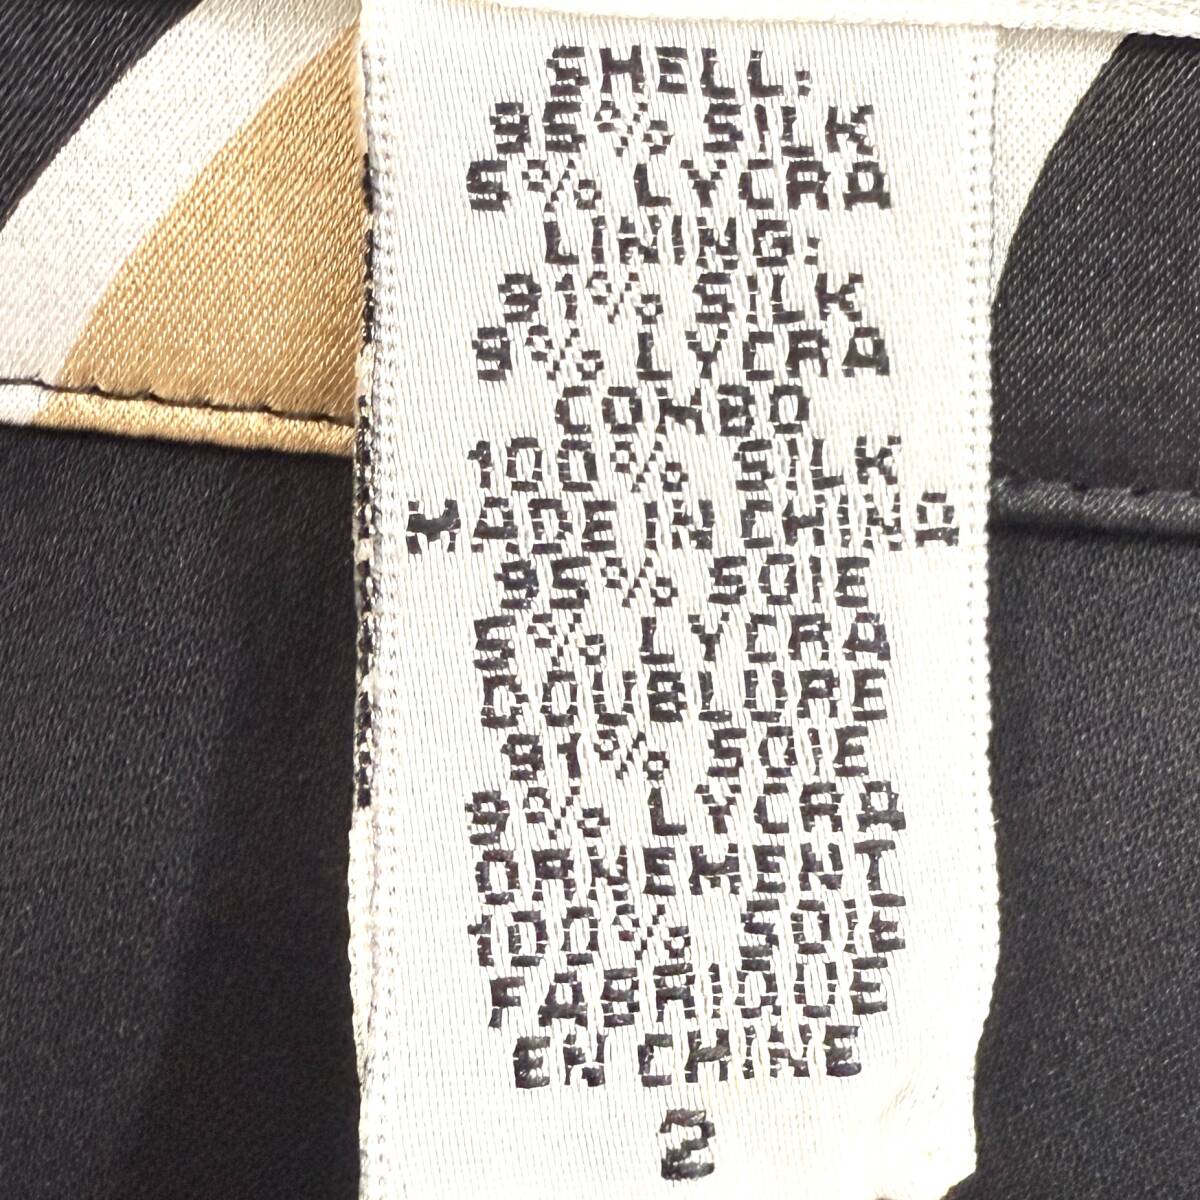 SHELL:
95% SILK
5% LYCRA
LINING:
91% SILK
9% LYCRA
COMBO
100% SILK
MADE IN CHINA
95% SOIE
5% LYCRA
DOUBLURE
91% SOIE
9% LYCRA
ORNEMENT
100% SOIE
FABRIQUE
EN CHINE
2